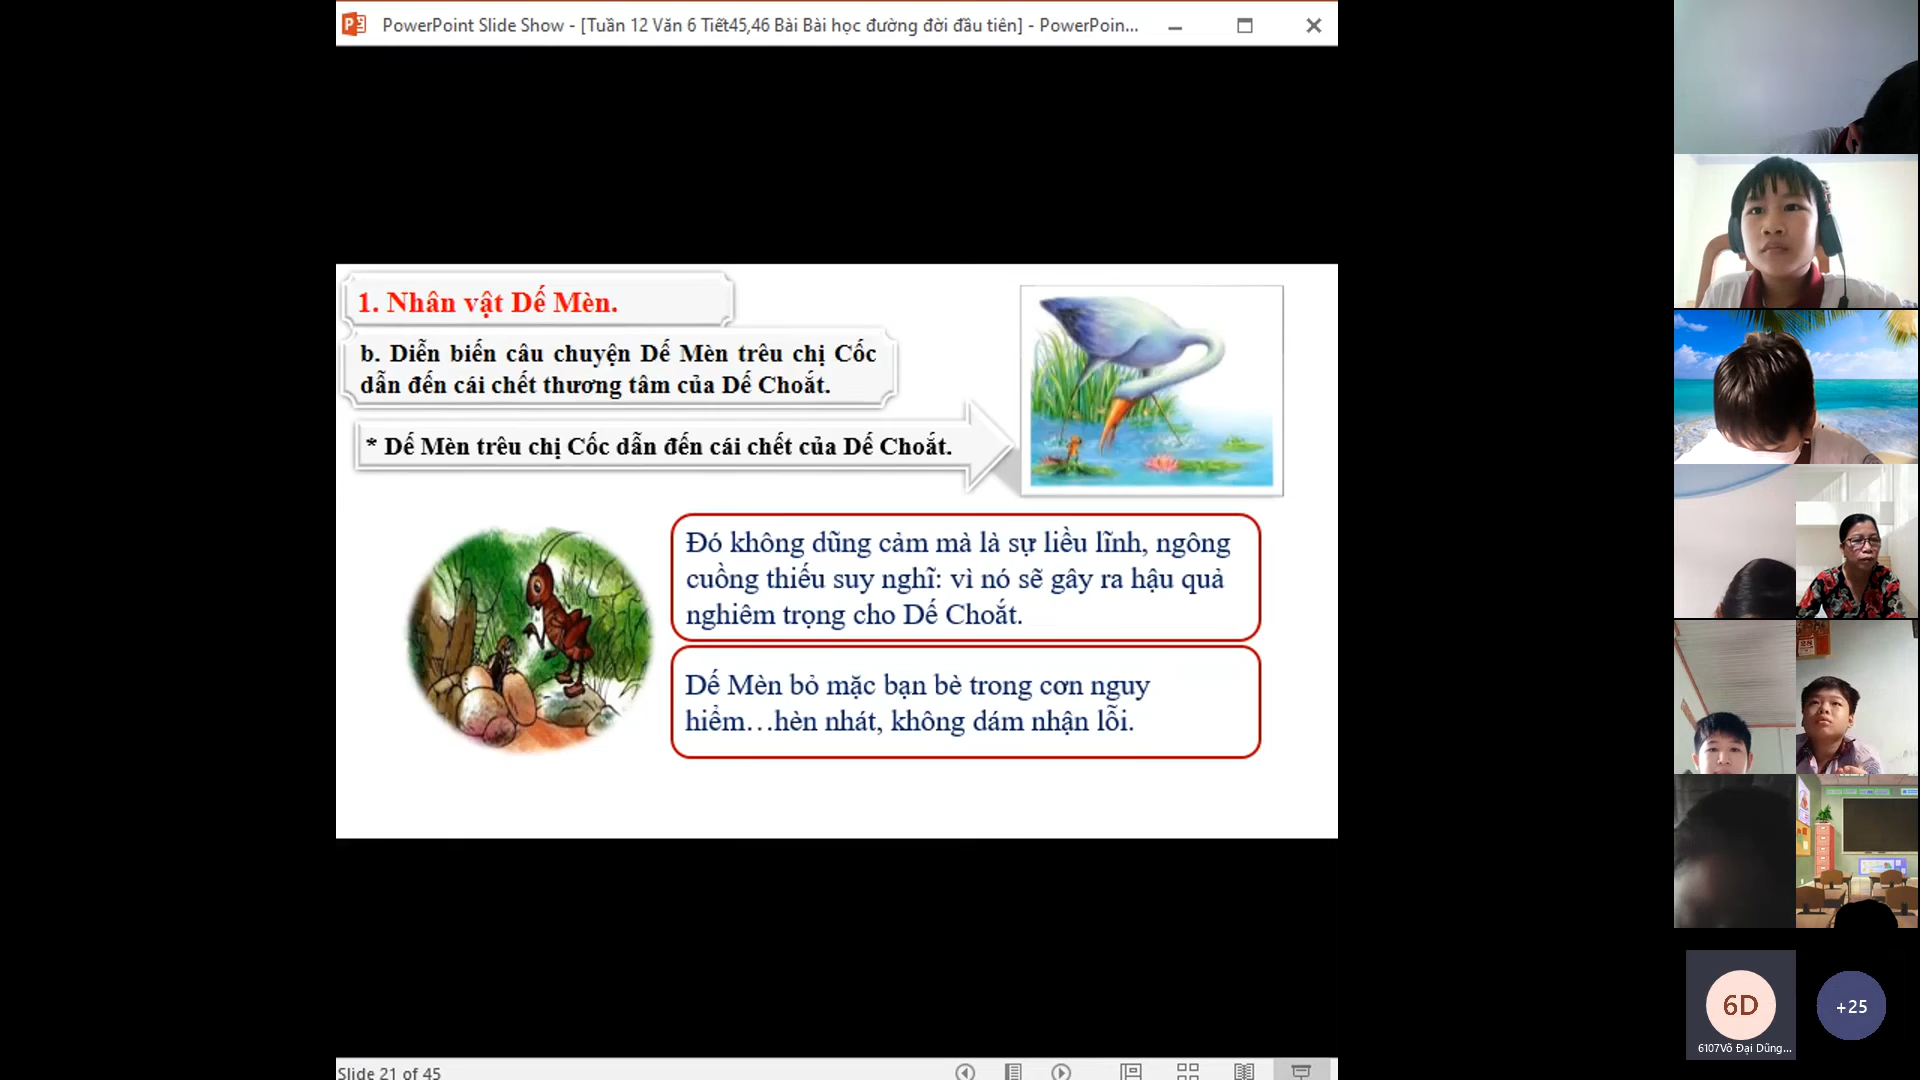 PowerPoint Slide Show - [Tuần 12 Văn 6 Tiết45,46 Bài Bài học đường đời đầu tiên] - PowerPoin...
1. Nhân vật Dế Mèn.
b. Diễn biến câu chuyện Dế Mèn trêu chị Cốc
dẫn đến cái chết thương tâm của Dế Choắt.
* Dế Mèn trêu chị Cốc dẫn đến cái chết của Dế Choắt.
Đó không dũng cảm mà là sự liều lĩnh, ngông
cuồng thiếu suy nghĩ: vì nó sẽ gây ra hậu quả
nghiêm trọng cho Dế Choắt.
Dế Mèn bỏ mặc bạn bè trong cơn nguy
hiểm…hèn nhát, không dám nhận lỗi.
6D
+25
6107Võ Đại Dũng...
Slide 21 of 45